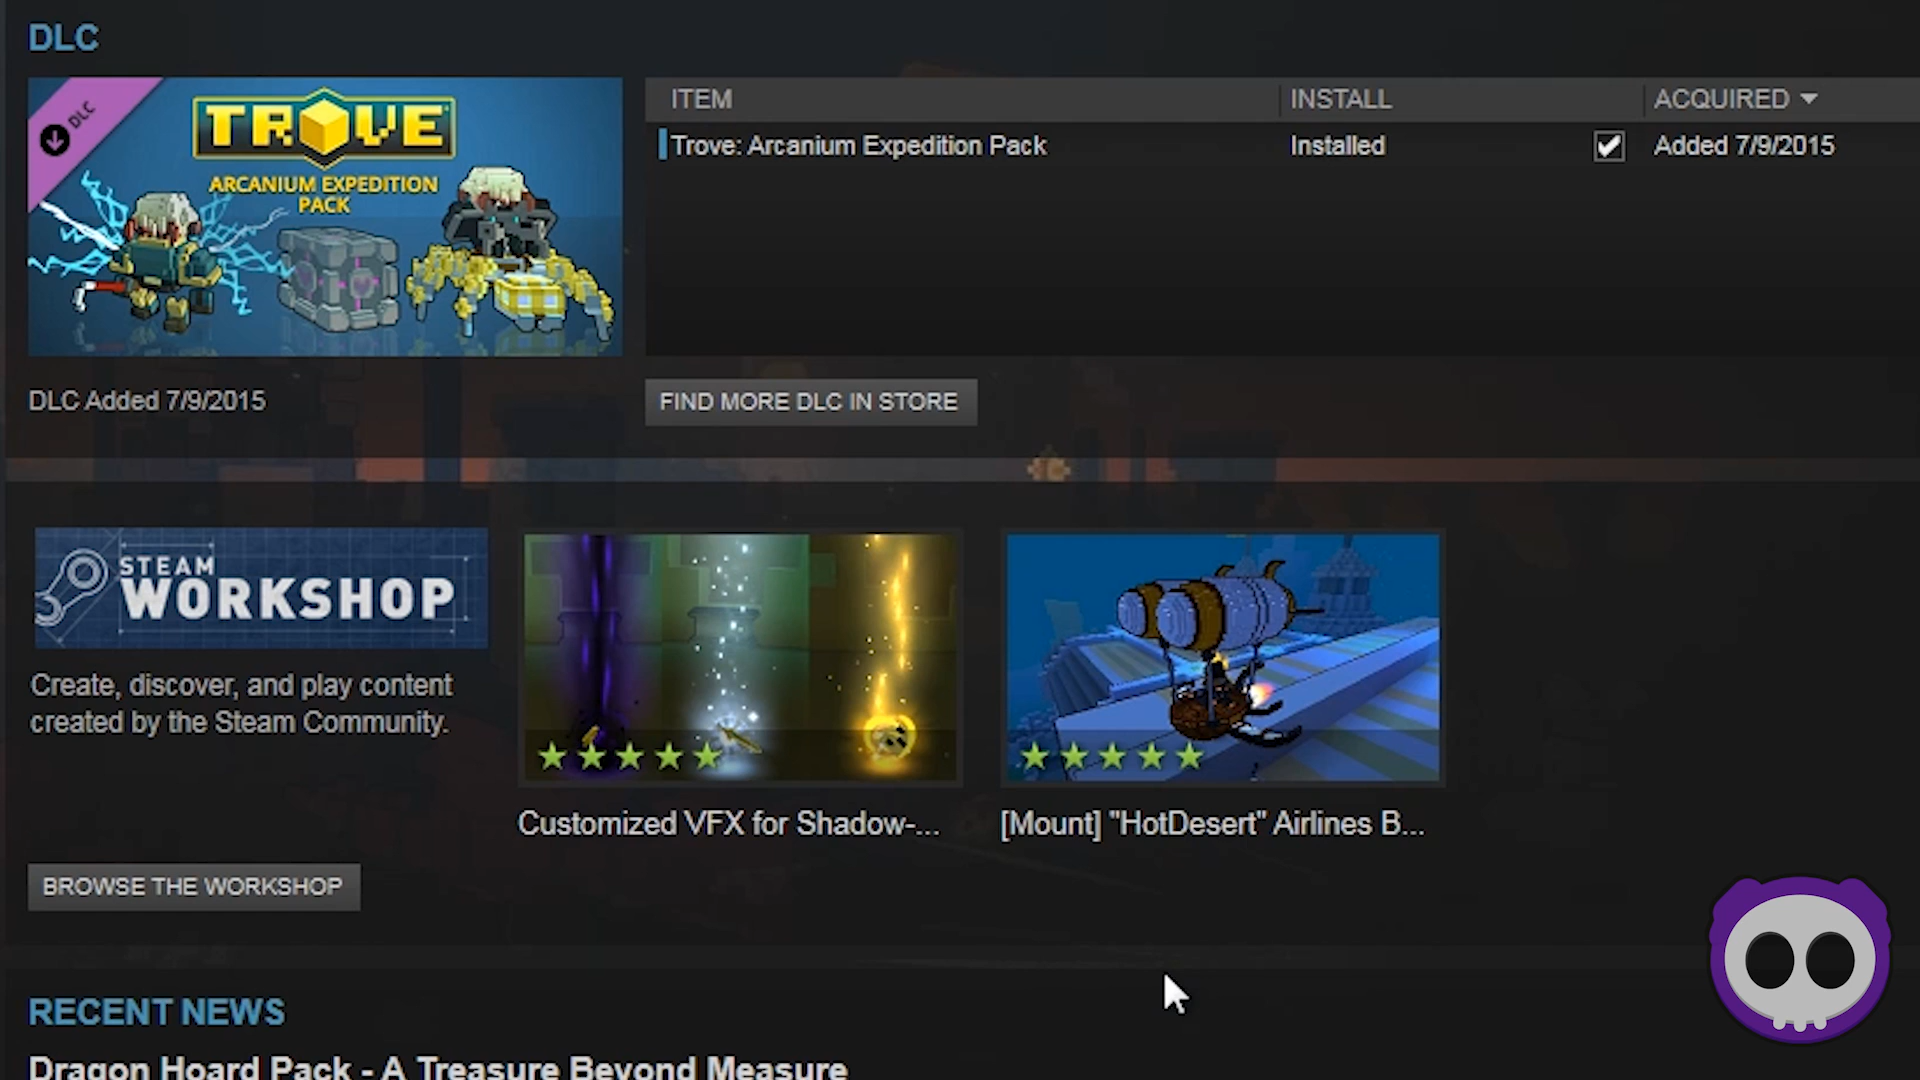 DLC
DLC
TROVE
ARCANIUM EXPEDITION
PACK
ITEM
INSTALL
ACQUIRED
Trove: Arcanium Expedition Pack
Installed
Added 7/9/2015
DLC Added 7/9/2015
FIND MORE DLC IN STORE
STEAM
WORKSHOP
Create, discover, and play content
created by the Steam Community.
Customized VFX for Shadow-...
[Mount] "HotDesert" Airlines B...
BROWSE THE WORKSHOP
RECENT NEWS
Dragon Hoard Pack - A Treasure Beyond Measure